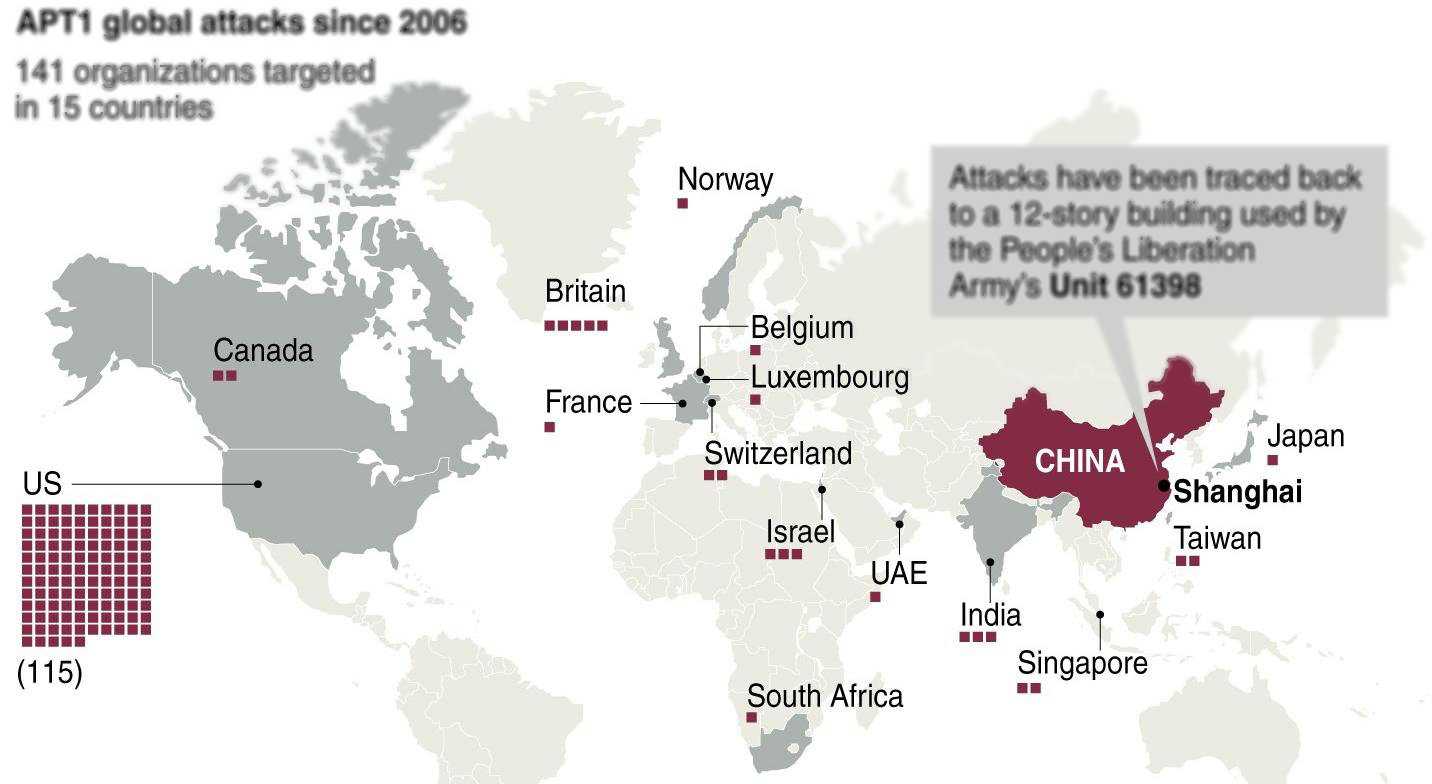 APT1 global attacks since 2006
141 organizations targeted
in 15 countries
Norway
Attacks have been traced back
to a 12-story building used by
the People's Liberation
Army's Unit 61398
Britain
Belgium
Canada
Luxembourg
France
Switzerland
Japan
CHINA
US
Shanghai
Israel
Taiwan
UAE
India
(115)
Singapore
South Africa